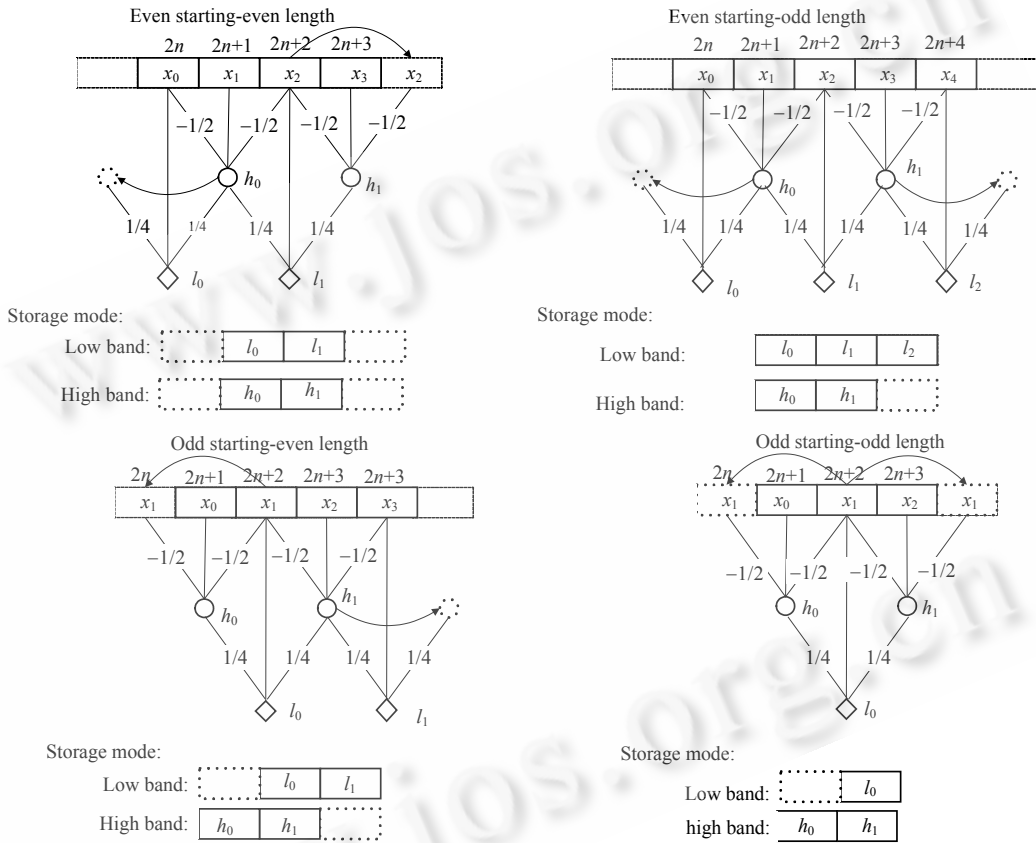 Even starting-even length
2n 2n+1 2n+2 2n+3
x0 x1 x2 x3 x2
−1/2 −1/2 −1/2 −1/2
h0 h1
1/4 1/4 1/4 1/4
l0 l1
Storage mode:
Low band: l0 l1
High band: h0 h1
Even starting-odd length
2n 2n+1 2n+2 2n+3 2n+4
x0 x1 x2 x3 x4
−1/2 −1/2 −1/2 −1/2
h0 h1
1/4 1/4 1/4 1/4 1/4 1/4
l0 l1 l2
Storage mode:
Low band: l0 l1 l2
High band: h0 h1
Odd starting-even length
2n 2n+1 2n+2 2n+3 2n+3
x1 x0 x1 x2 x3
−1/2 −1/2 −1/2 −1/2
h0 h1
1/4 1/4 1/4 1/4
l0 l1
Storage mode:
Low band: l0 l1
High band: h0 h1
Odd starting-odd length
2n 2n+1 2n+2 2n+3
x1 x0 x1 x2 x1
−1/2 −1/2 −1/2 −1/2
h0 h1
1/4 1/4
l0
Storage mode:
Low band: l0
high band: h0 h1
www.jos.org.cn
jos.org.cn